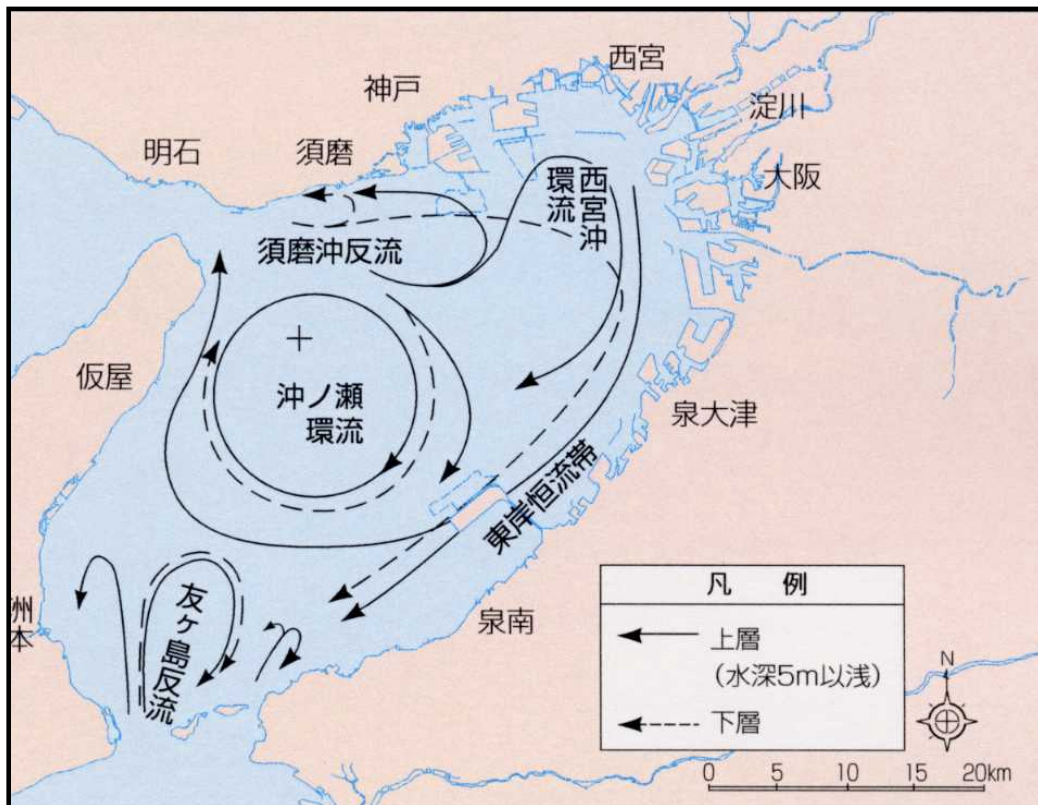 西宮
神戸
淀川
明石
須磨
大阪
西宮沖
環流
須磨沖反流
仮屋
沖ノ瀬
環流
泉大津
東岸恒流帯
洲本
友ヶ島反流
泉南
凡 例
上層
(水深5m以浅)
下層
N
0 5 10 15 20km